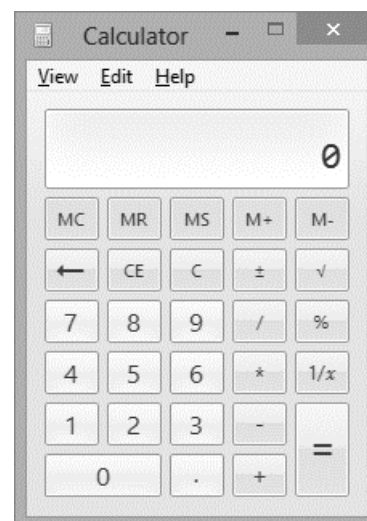 Calculator
View Edit Help
0
MC MR MS M+ M-
← CE C ± √
7 8 9 / %
4 5 6 * 1/x
1 2 3 - =
0 . +